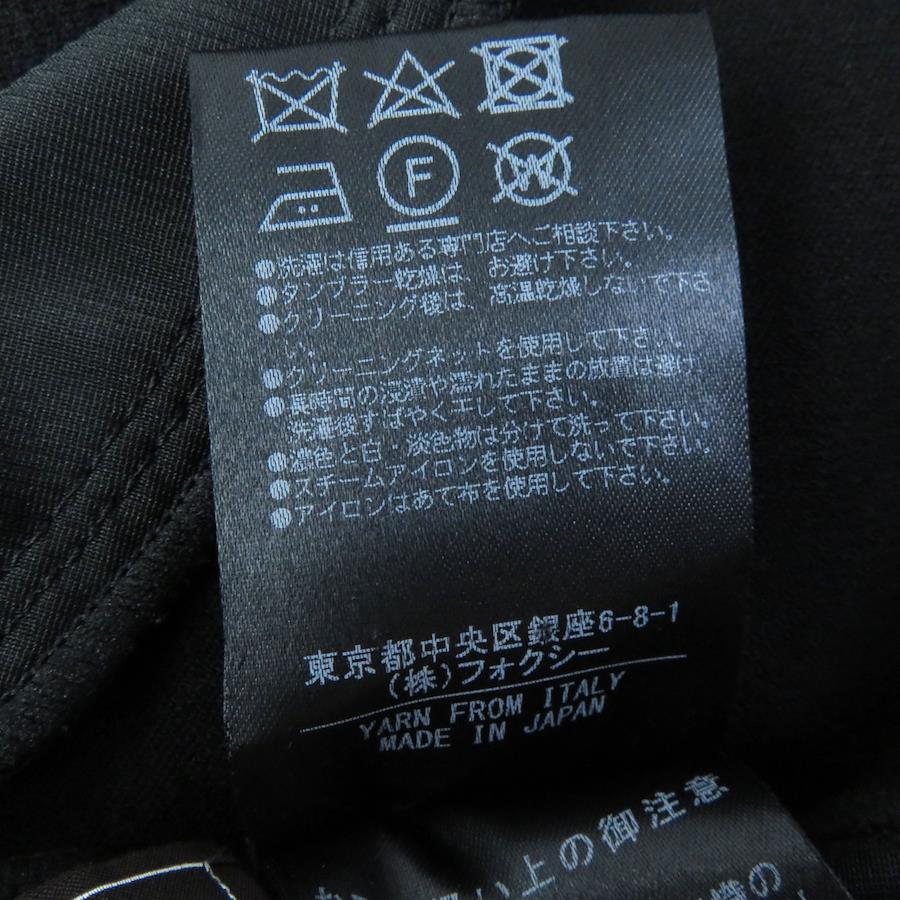 F
W
●洗濯は信用ある専門店へご相談下さい。
●タンブラー乾燥は、お避け下さい。
●クリーニング後は、高温乾燥しないで下さ
い。
●クリーニングネットを使用して下さい。
●長時間の浸漬や濡れたままの放置は避け、
洗濯後すばやく干して下さい。
●濃色と白・淡色物は分けて洗って下さい。
●スチームアイロンを使用して下さい。
●アイロンはあて布を使用して下さい。
東京都中央区銀座6-8-1
(株)フォクシー
YARN FROM ITALY
MADE IN JAPAN
い上の御注意